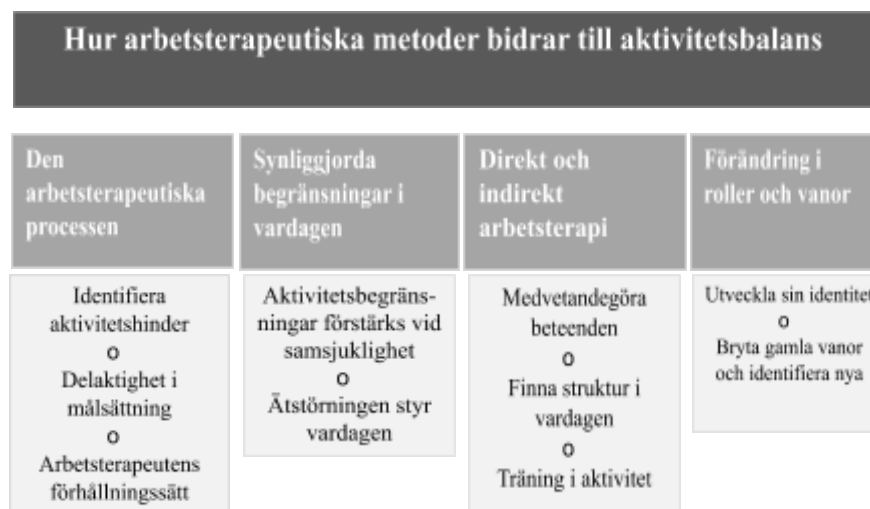 Hur arbetsterapeutiska metoder bidrar till aktivitetsbalans
Den
arbetsterapeutiska
processen
Synliggjorda
begränsningar i
vardagen
Direkt och
indirekt
arbetsterapi
Förändring i
roller och vanor
Identifiera
aktivitetshinder
o
Delaktighet i
målsättning
o
Arbetsterapeutens
förhållningssätt
Aktivitetsbegräns-
ningar förstärks vid
samsjuklighet
o
Ätstörningen styr
vardagen
Medvetandegöra
beteenden
o
Finna struktur i
vardagen
o
Träning i aktivitet
Utveckla sin identitet
o
Bryta gamla vanor
och identifiera nya